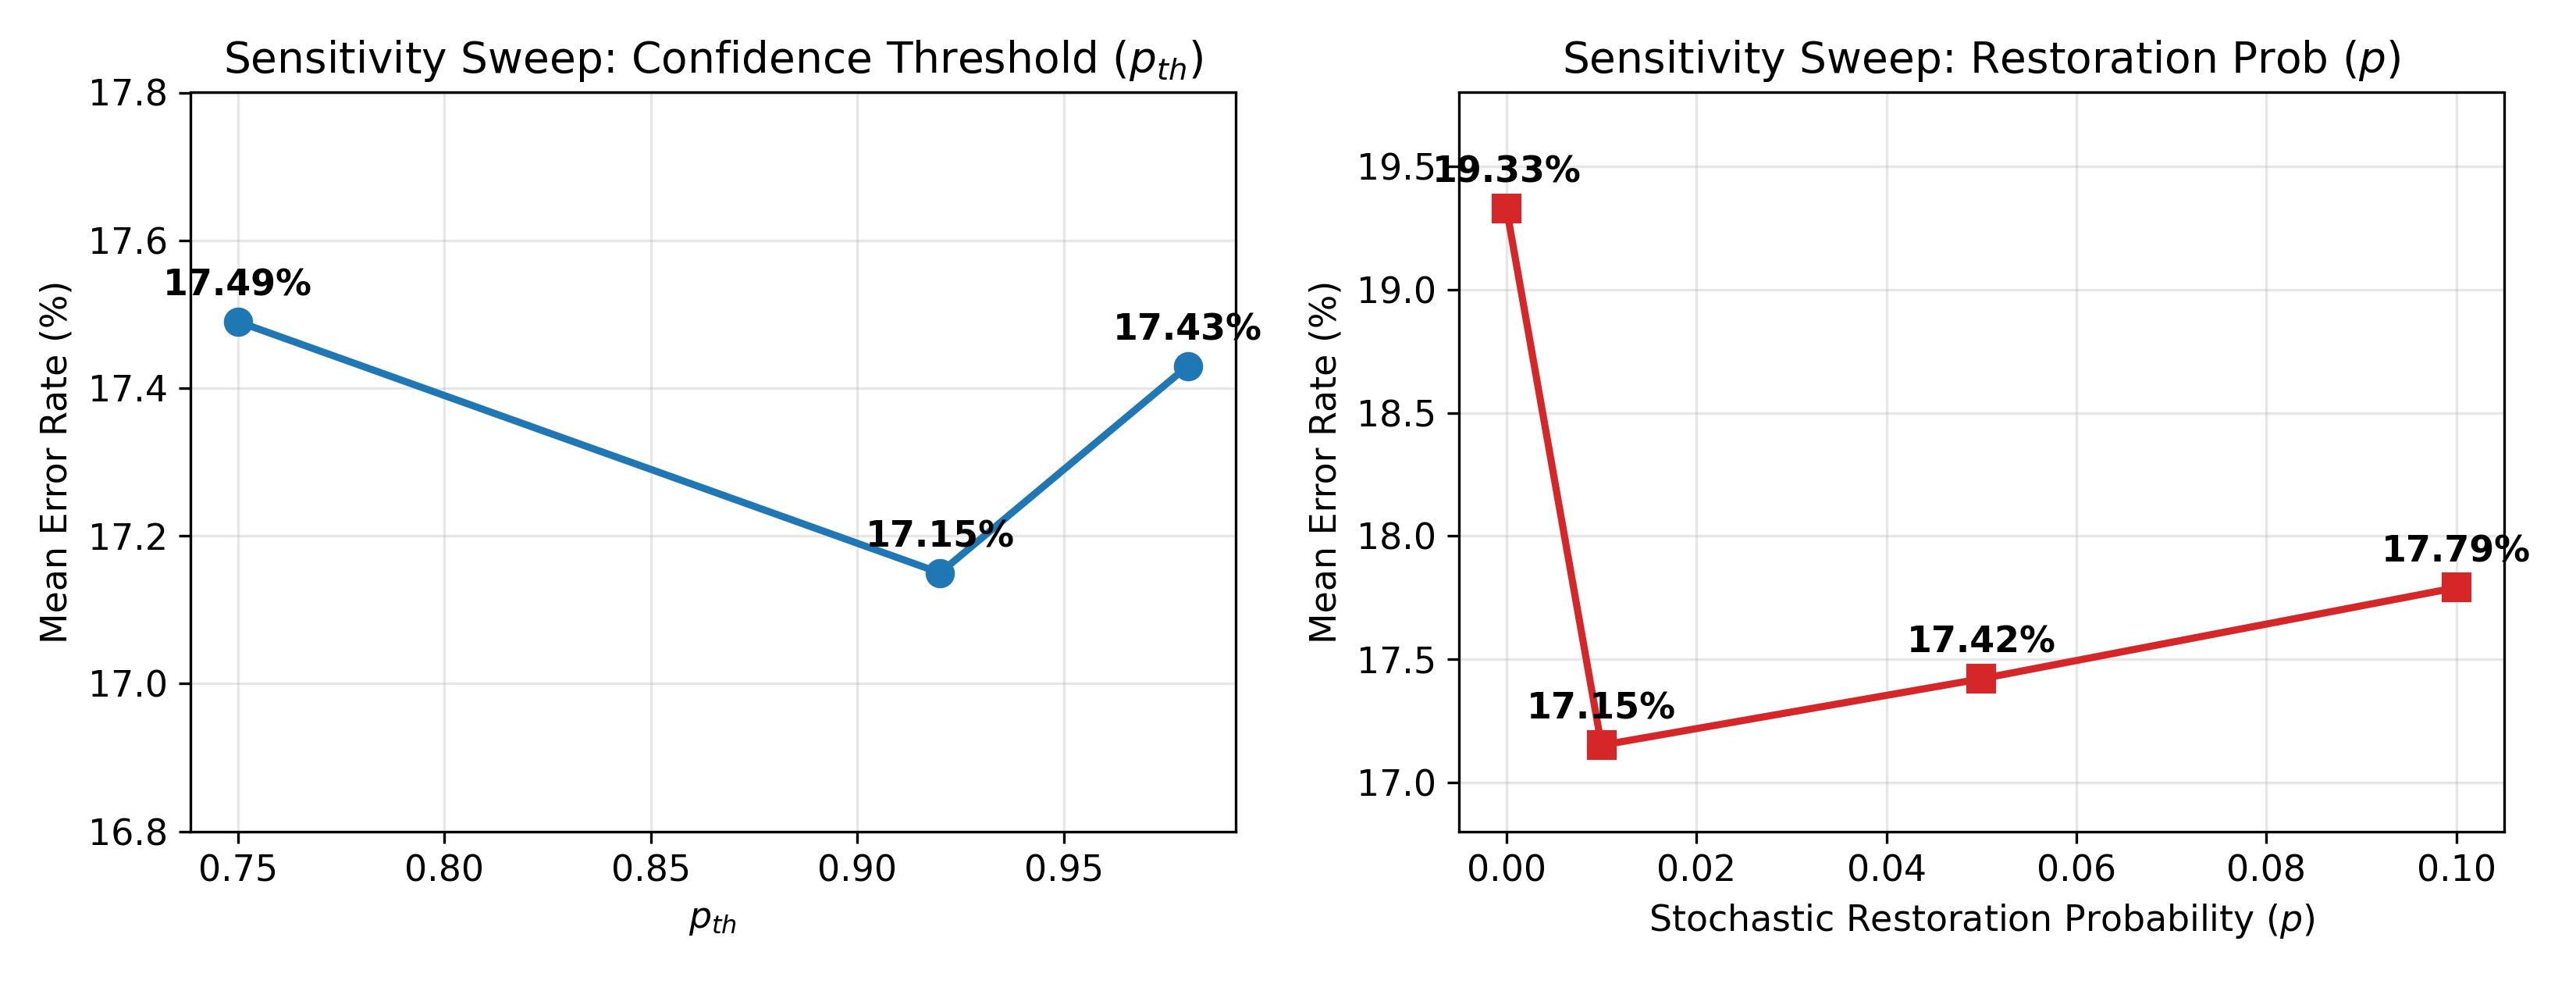 Sensitivity Sweep: Confidence Threshold (p_th)
17.8
17.6
17.4
17.2
17.0
16.8
Mean Error Rate (%)
17.49%
17.15%
17.43%
0.75 0.80 0.85 0.90 0.95
p_th
Sensitivity Sweep: Restoration Prob (p)
19.5
19.0
18.5
18.0
17.5
17.0
Mean Error Rate (%)
19.33%
17.15%
17.42%
17.79%
0.00 0.02 0.04 0.06 0.08 0.10
Stochastic Restoration Probability (p)